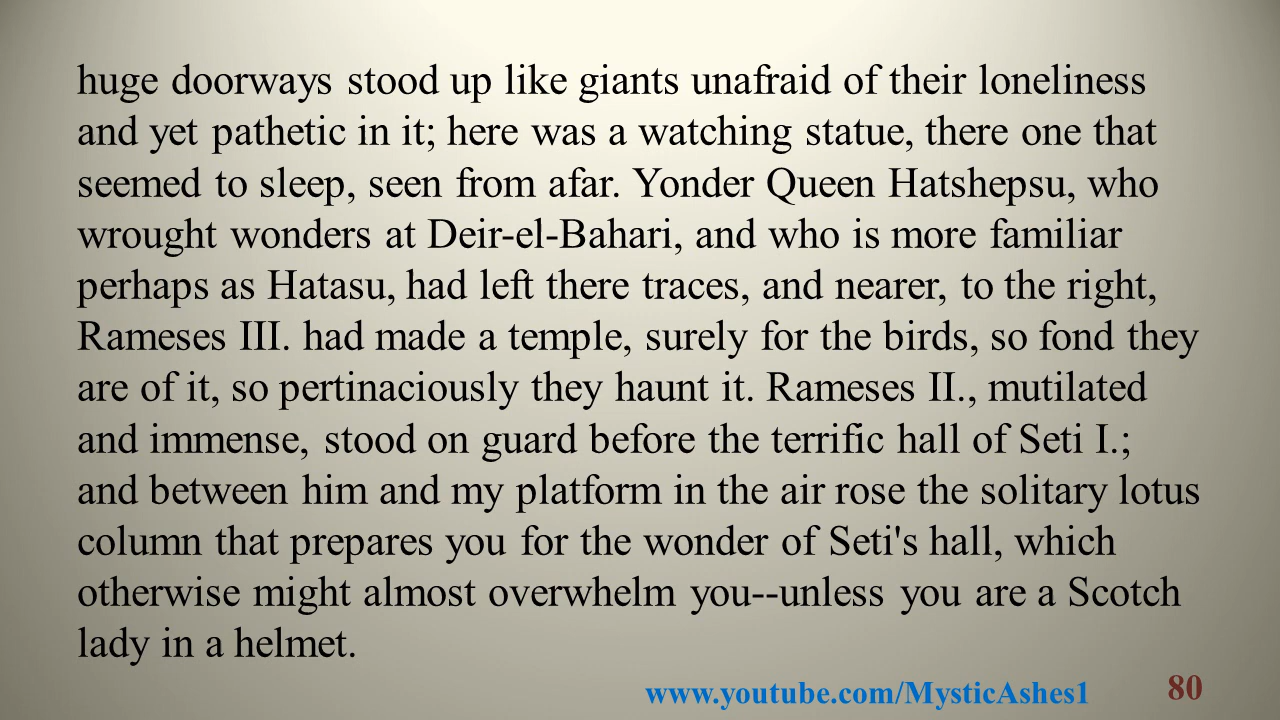 huge doorways stood up like giants unafraid of their loneliness
and yet pathetic in it; here was a watching statue, there one that
seemed to sleep, seen from afar. Yonder Queen Hatshepsu, who
wrought wonders at Deir-el-Bahari, and who is more familiar
perhaps as Hatasu, had left there traces, and nearer, to the right,
Rameses III. had made a temple, surely for the birds, so fond they
are of it, so pertinaciously they haunt it. Rameses II., mutilated
and immense, stood on guard before the terrific hall of Seti I.;
and between him and my platform in the air rose the solitary lotus
column that prepares you for the wonder of Seti's hall, which
otherwise might almost overwhelm you--unless you are a Scotch
lady in a helmet.
www.youtube.com/MysticAshes1 80